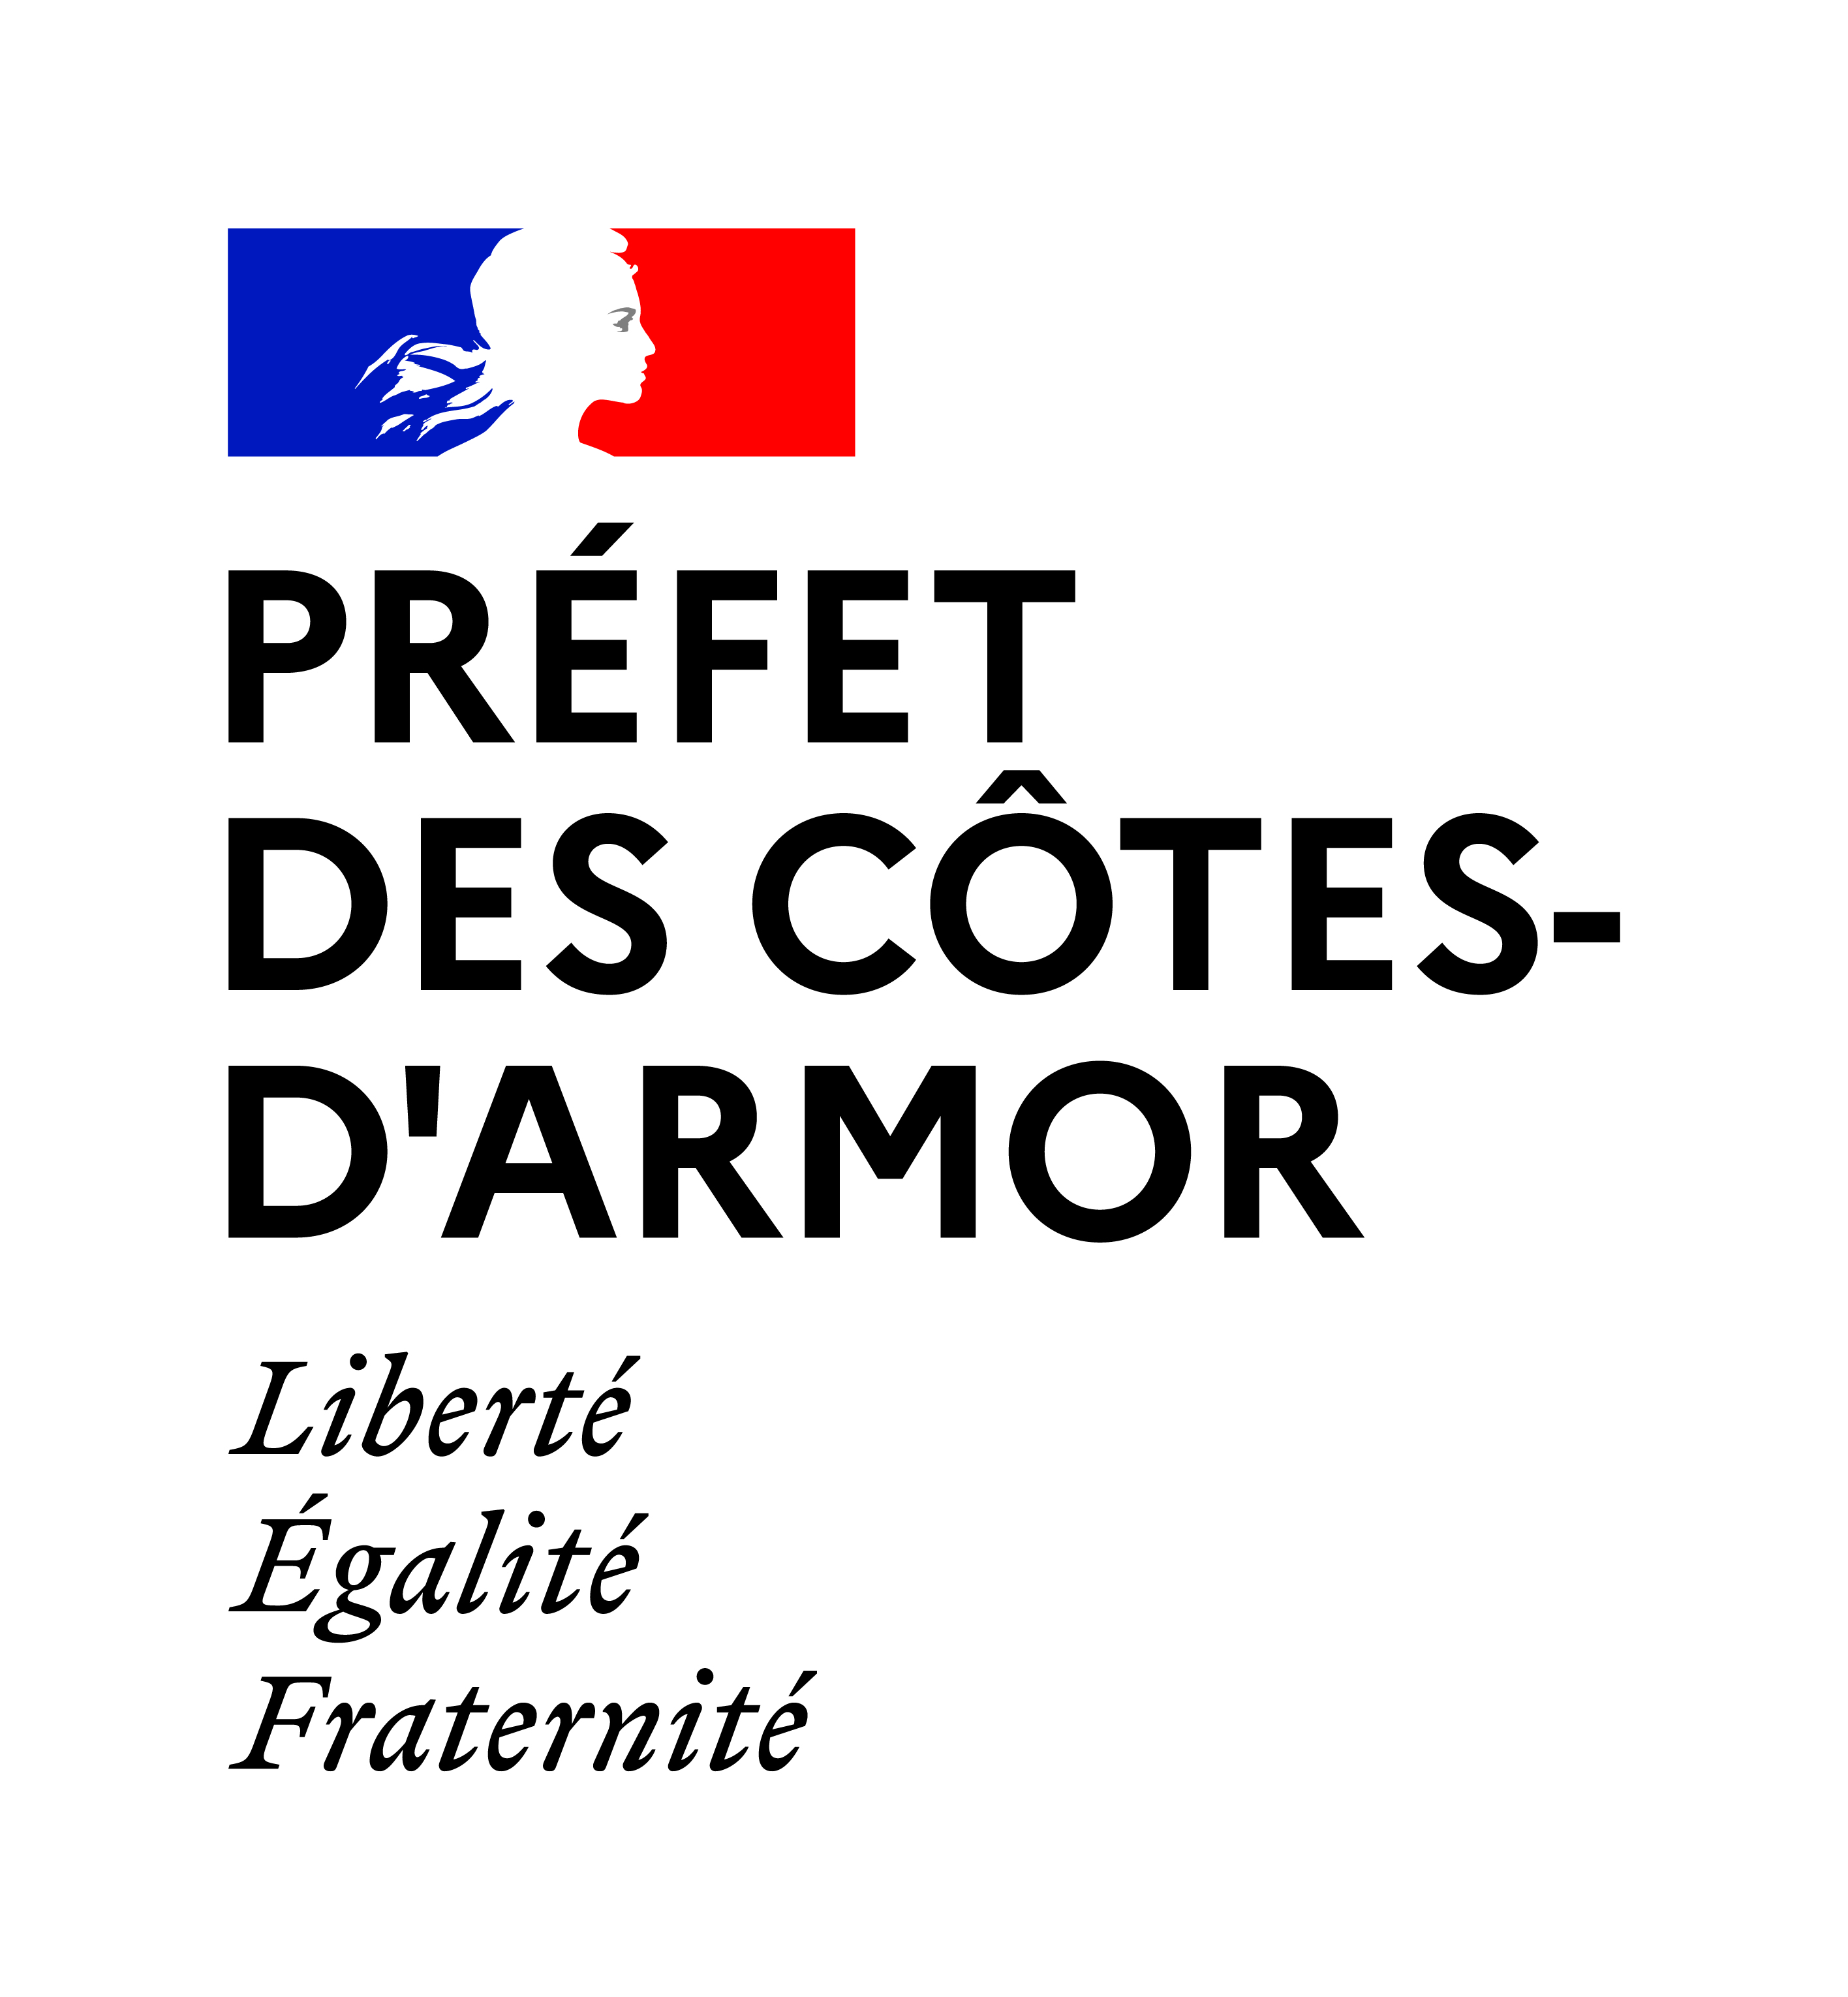 PRÉFET
DES CÔTES-
D'ARMOR
Liberté
Égalité
Fraternité